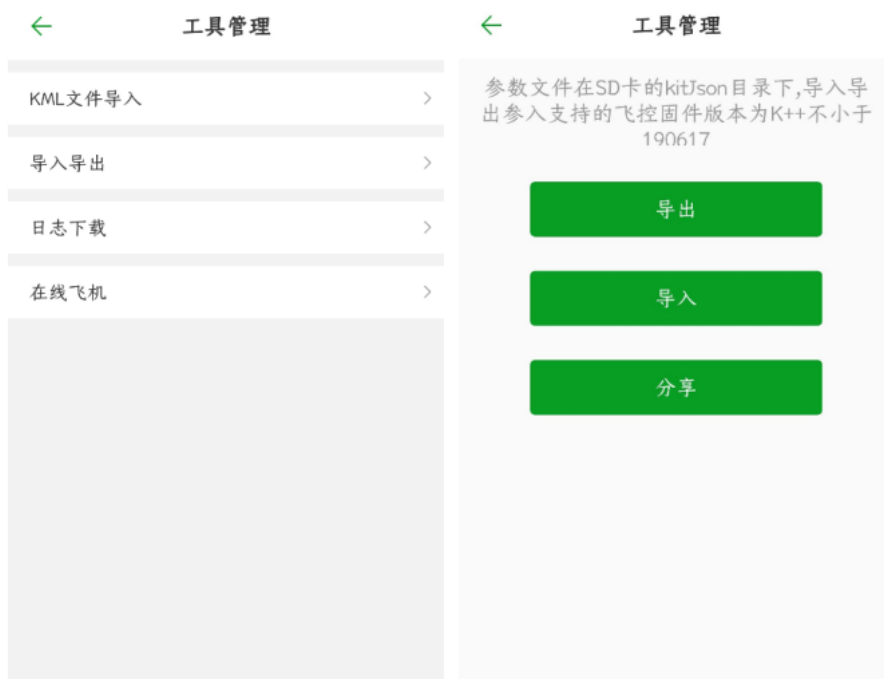 工具管理
KML文件导入
导入导出
日志下载
在线飞机
工具管理
参数文件在SD卡的kitJson目录下,导入导
出参入支持的飞控固件版本为K++不小于
190617
导出
导入
分享